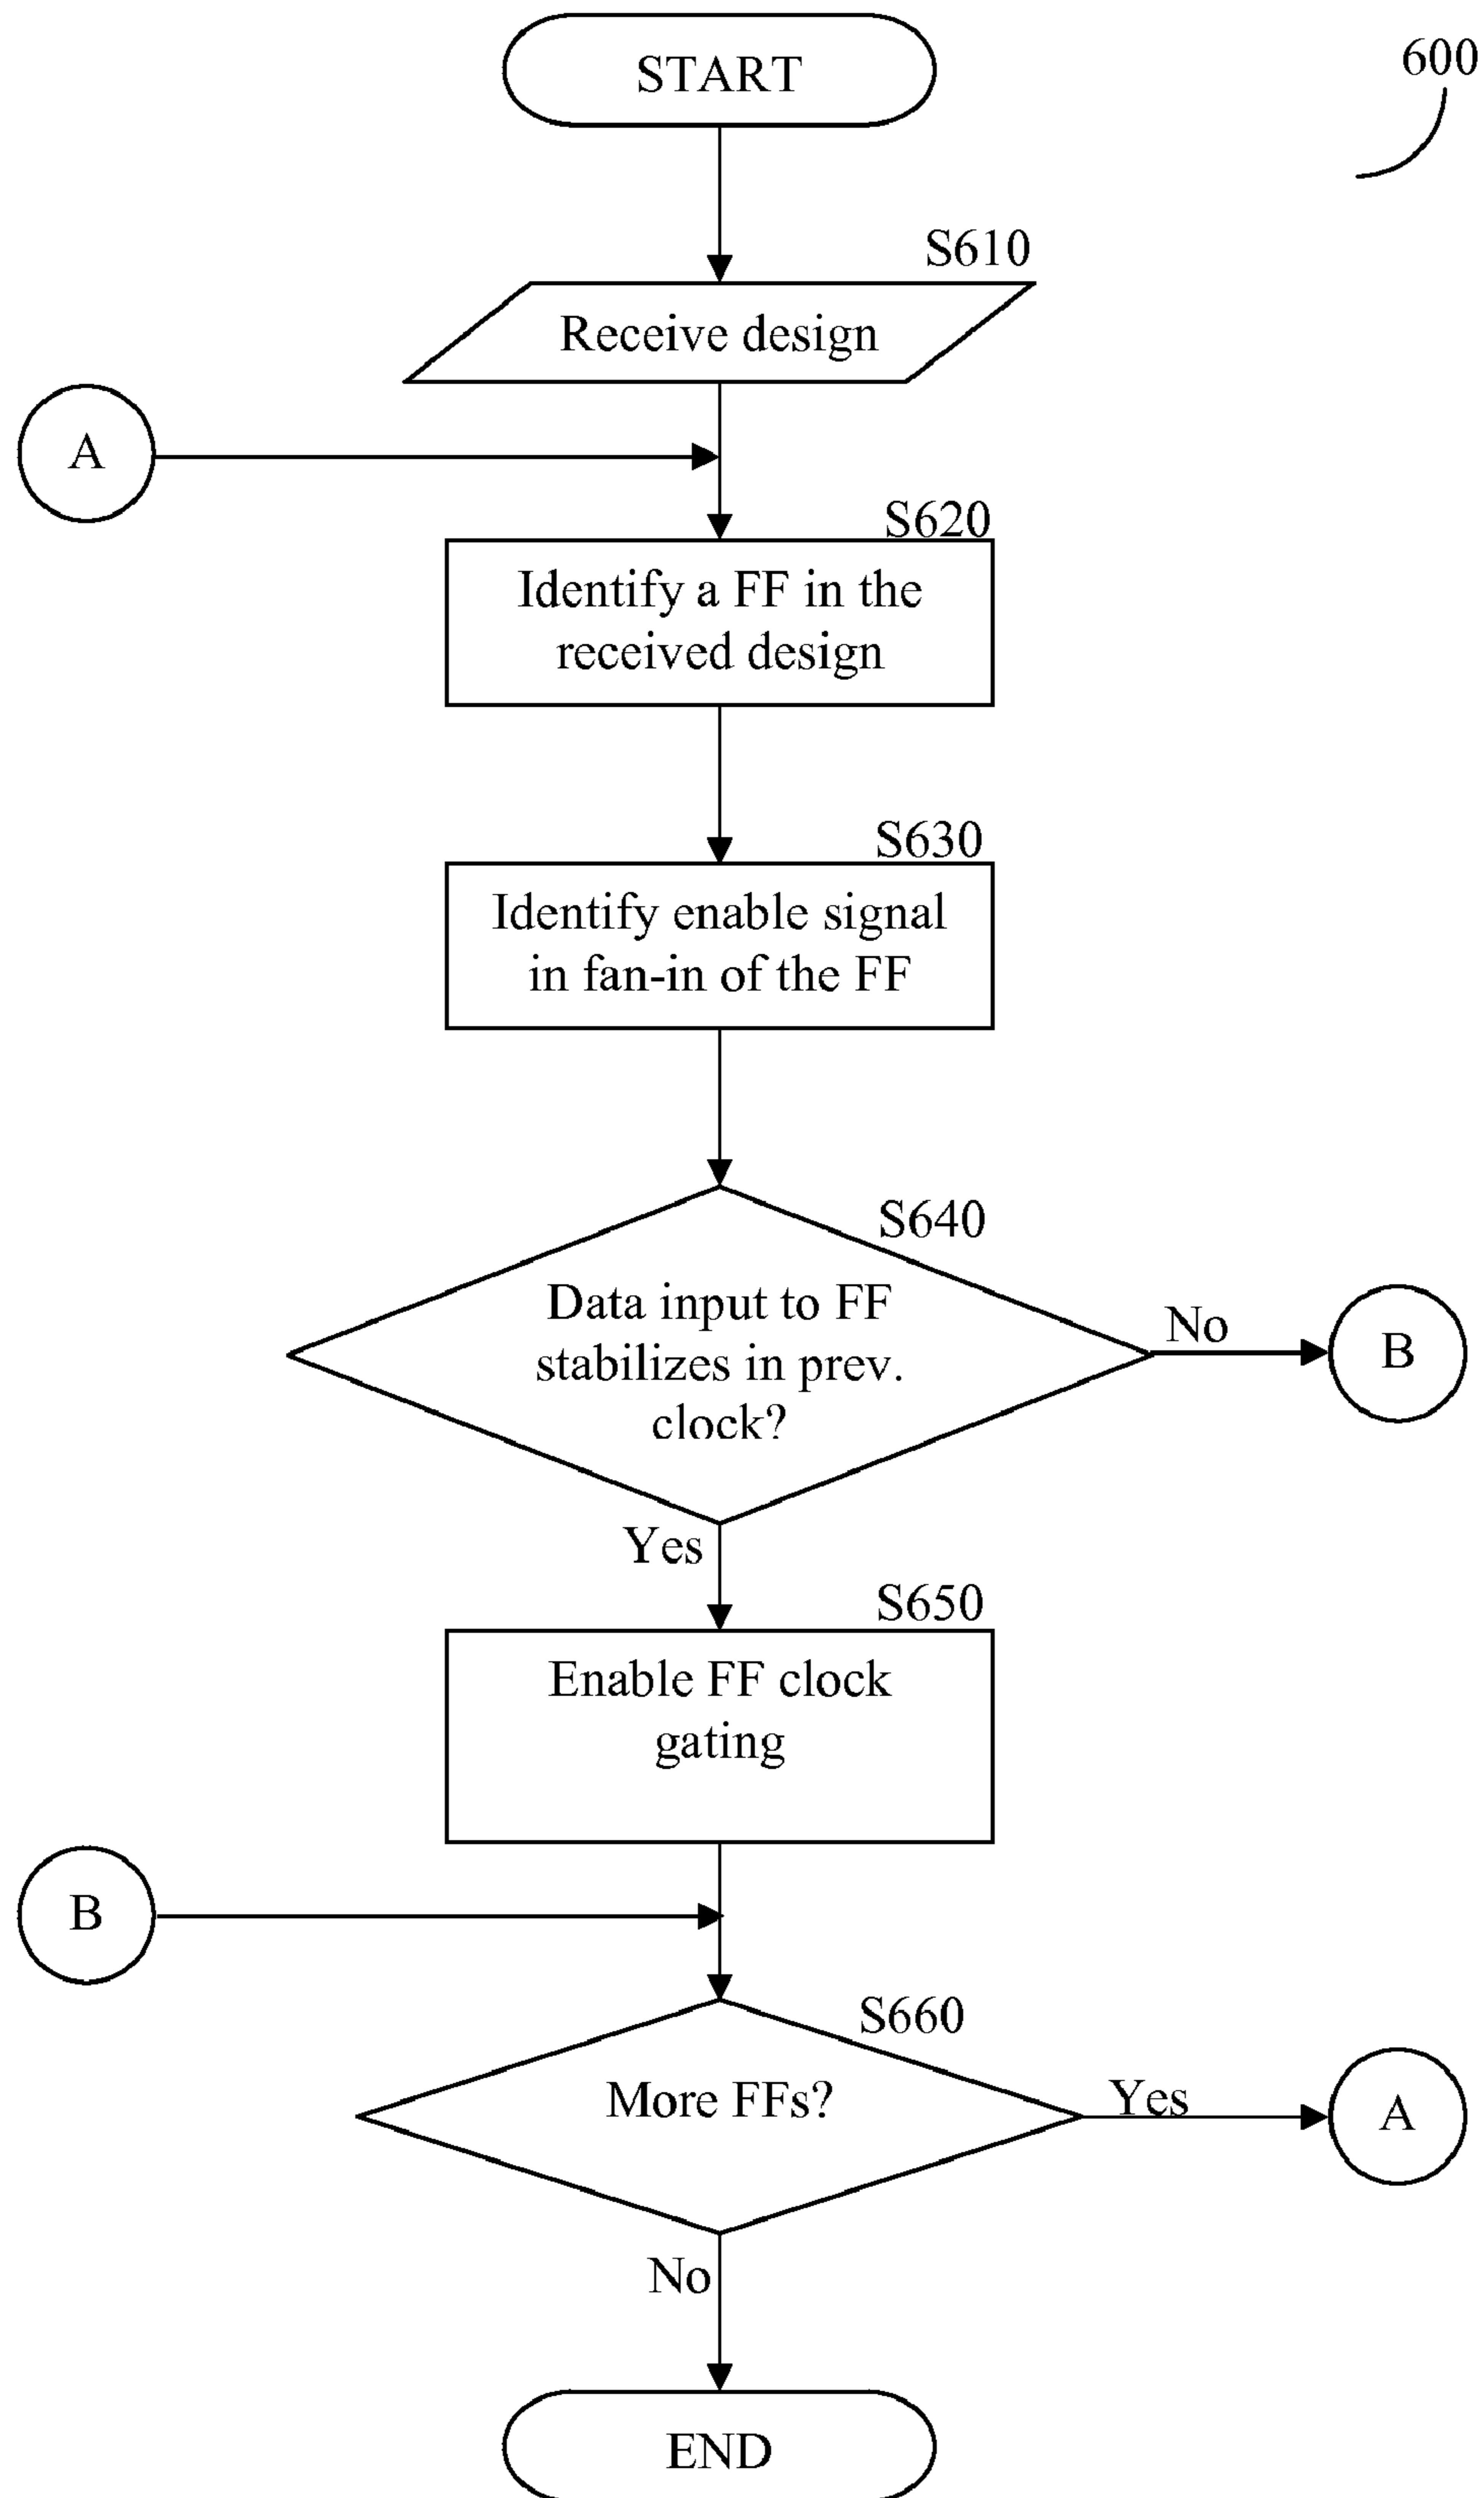 START
600
S610
Receive design
A
S620
Identify a FF in the
received design
S630
Identify enable signal
in fan-in of the FF
S640
Data input to FF
stabilizes in prev.
clock?
No
B
Yes
S650
Enable FF clock
gating
B
S660
More FFs?
Yes
A
No
END